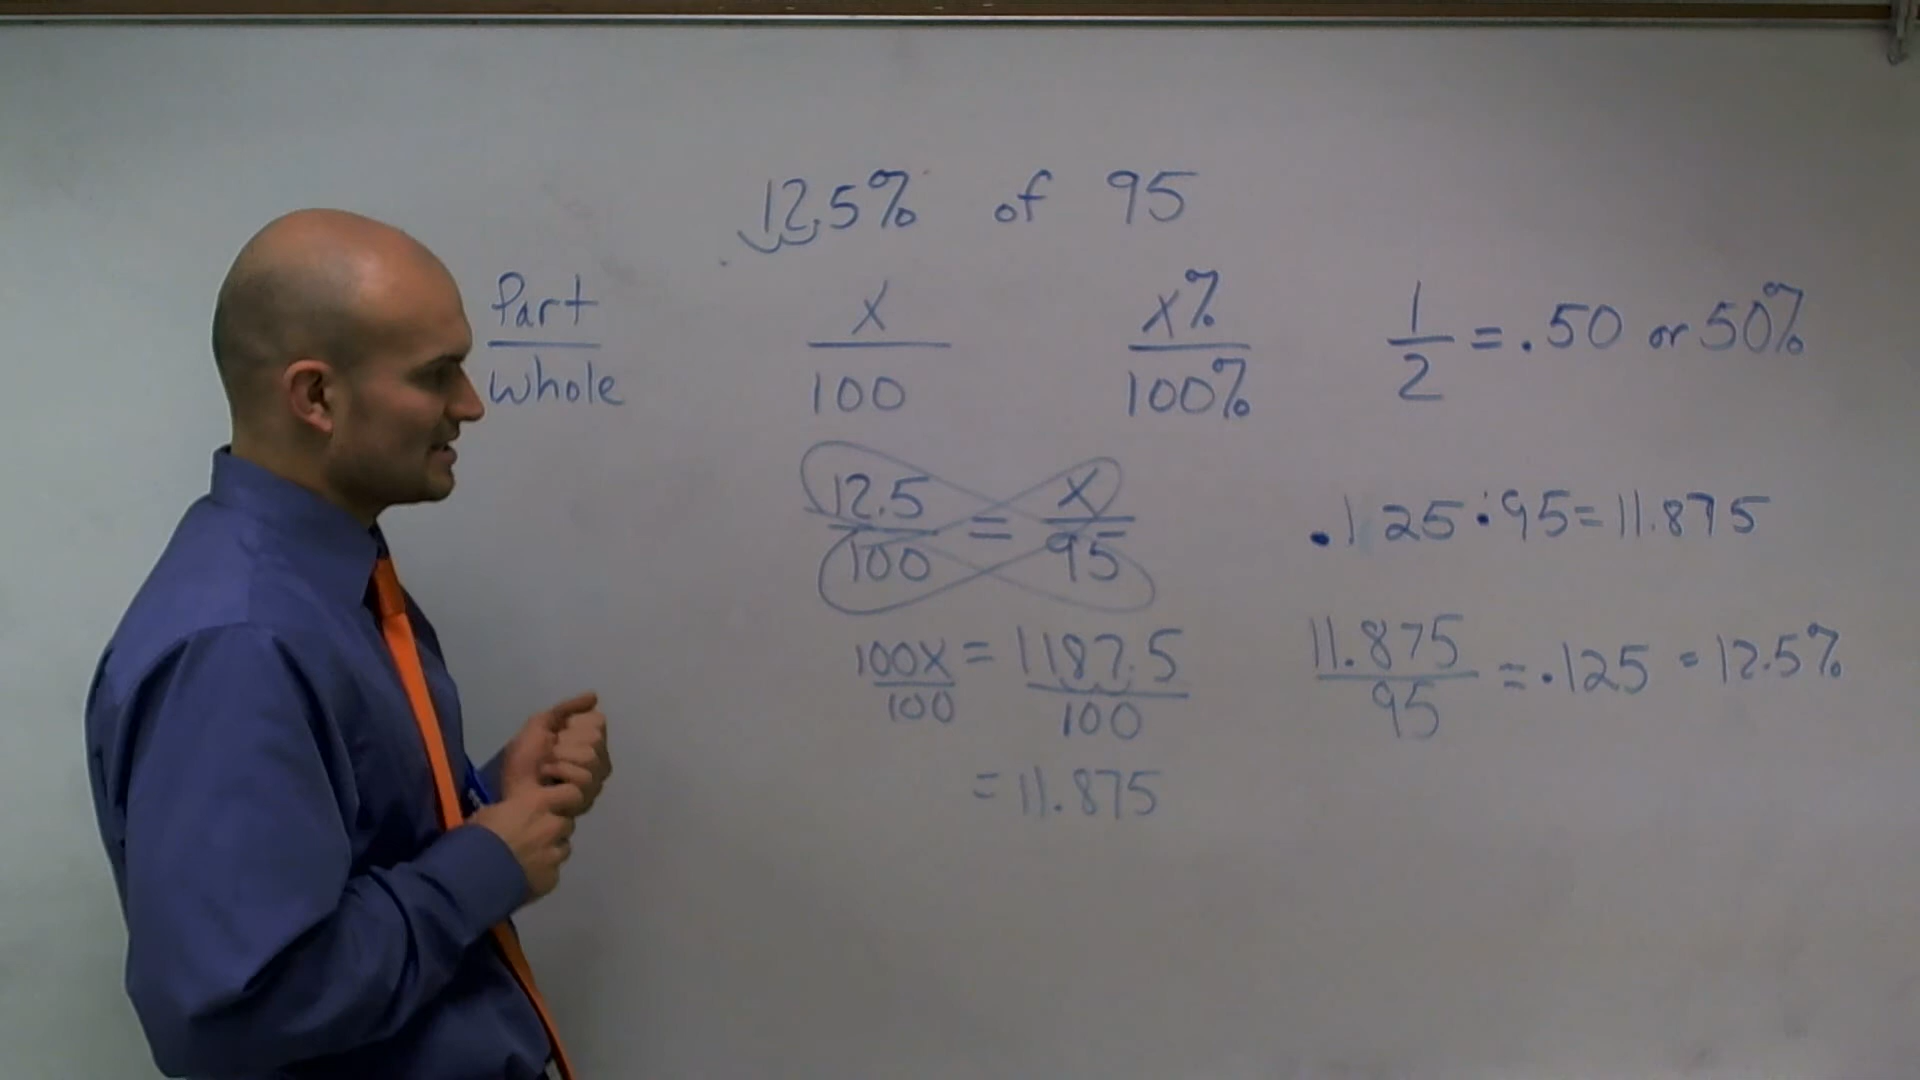 12.5% of 95
Part/whole
x/100
x%/100%
1/2 = .50 or 50%
12.5/100 = x/95
.125 · 95 = 11.875
100x/100 = 1187.5/100
= 11.875
11.875/95 = .125 = 12.5%